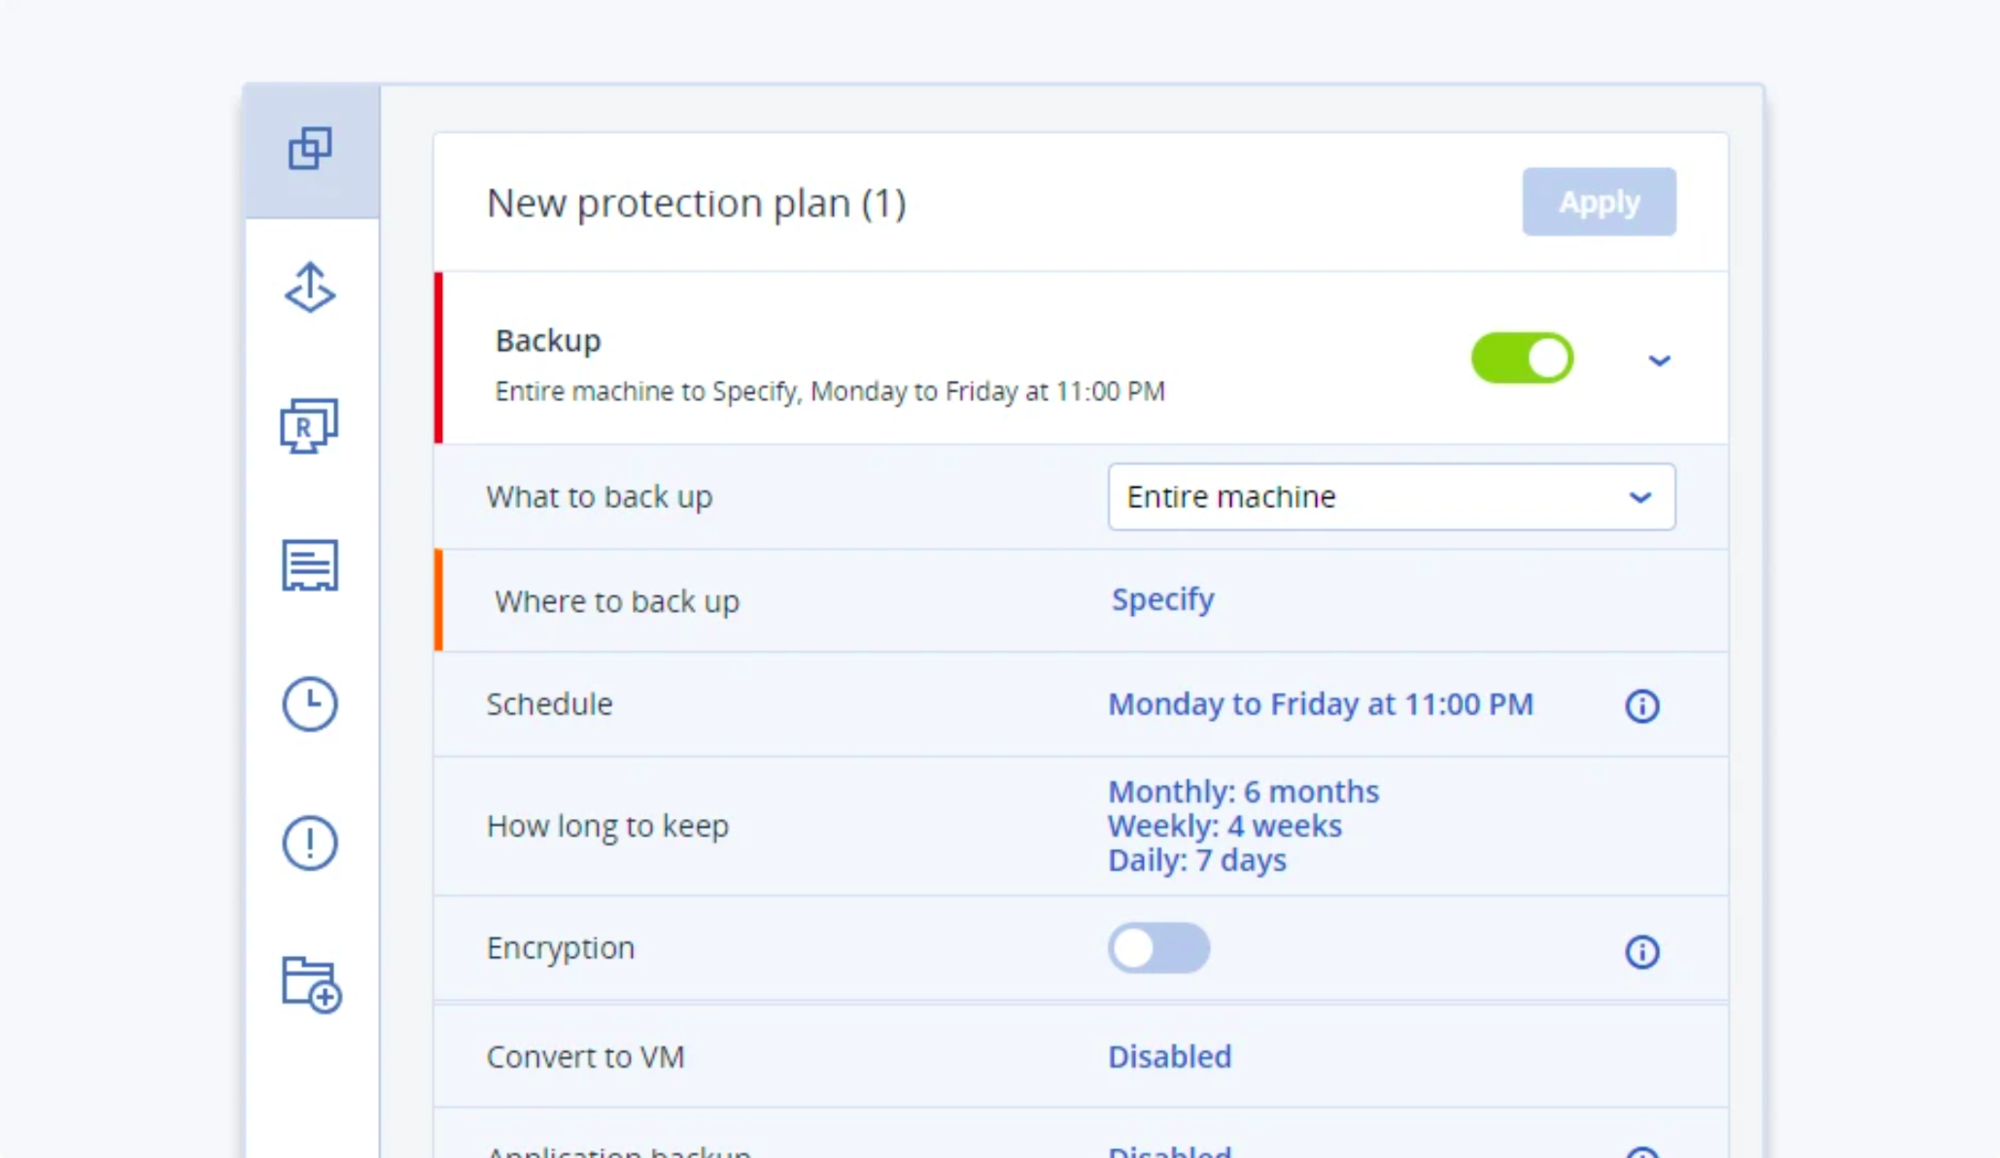 New protection plan (1)
Apply
Backup
Entire machine to Specify, Monday to Friday at 11:00 PM
What to back up
Entire machine
Where to back up
Specify
Schedule
Monday to Friday at 11:00 PM
R
How long to keep
Monthly: 6 months
Weekly: 4 weeks
Daily: 7 days
Encryption
Convert to VM
Disabled
Application backup
Disabled